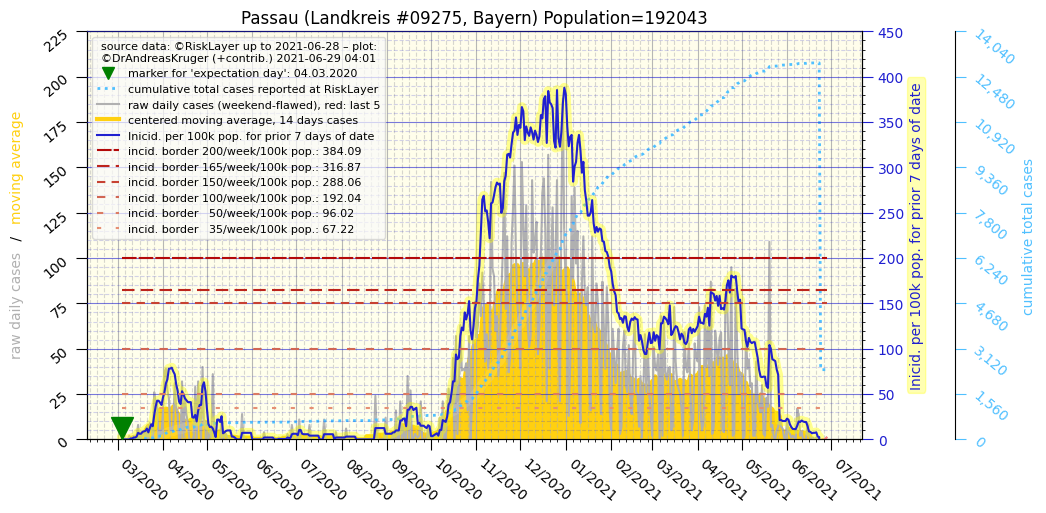 Passau (Landkreis #09275, Bayern) Population=192043
source data: ©RiskLayer up to 2021-06-28 – plot:
©DrAndreasKruger (+contrib.) 2021-06-29 04:01
marker for 'expectation day': 04.03.2020
cumulative total cases reported at RiskLayer
raw daily cases (weekend-flawed), red: last 5
centered moving average, 14 days cases
Inicid. per 100k pop. for prior 7 days of date
incid. border 200/week/100k pop.: 384.09
incid. border 165/week/100k pop.: 316.87
incid. border 150/week/100k pop.: 288.06
incid. border 100/week/100k pop.: 192.04
incid. border 50/week/100k pop.: 96.02
incid. border 35/week/100k pop.: 67.22
raw daily cases / moving average
225
200
175
150
125
100
75
50
25
0
03/2020
04/2020
05/2020
06/2020
07/2020
08/2020
09/2020
10/2020
11/2020
12/2020
01/2021
02/2021
03/2021
04/2021
05/2021
06/2021
07/2021
450
400
350
300
250
200
150
100
50
0
Inicid. per 100k pop. for prior 7 days of date
14,040
12,480
10,920
9,360
7,800
6,240
4,680
3,120
1,560
0
cumulative total cases